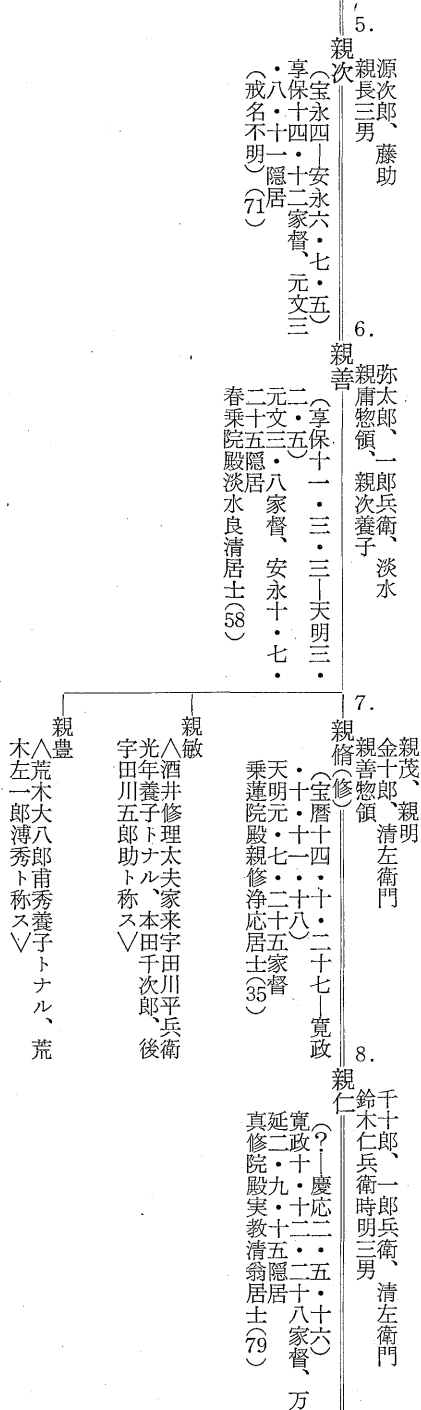 5.
源次郎、藤助
親長三男
親次
(宝永四―安永六・七・五)
享保十四・十二家督、元文三
・八・十一隠居
(戒名不明)(71)
6.
弥太郎、一郎兵衛、淡水
親庸惣領、親次養子
親善
(享保十一・三・三―天明三・
二・五)
元文三・八家督、安永十・七・
二十五隠居
春乗院殿淡水良清居士(58)
7.
親茂、親明
金十郎、清左衛門
親善惣領
親脩(修)
(宝暦十四・十・二十七―寛政
・十・十一・十八)
天明元・七・二十五家督
乗蓮院殿親修浄応居士(35)
親敏
〈酒井修理太夫家来宇田川平兵衛
光年養子トナル、本田千次郎、後
宇田川五郎助ト称ス〉
親豊
〈荒木大八郎甫秀養子トナル、荒
木左一郎溥秀ト称ス〉
8.
千十郎、一郎兵衛、清左衛門
鈴木仁兵衛時明三男
親仁
(?―慶応二・五・十六)
寛政十・十二・二十八家督、万
延二・九・十五隠居
真修院殿実教清翁居士(79)